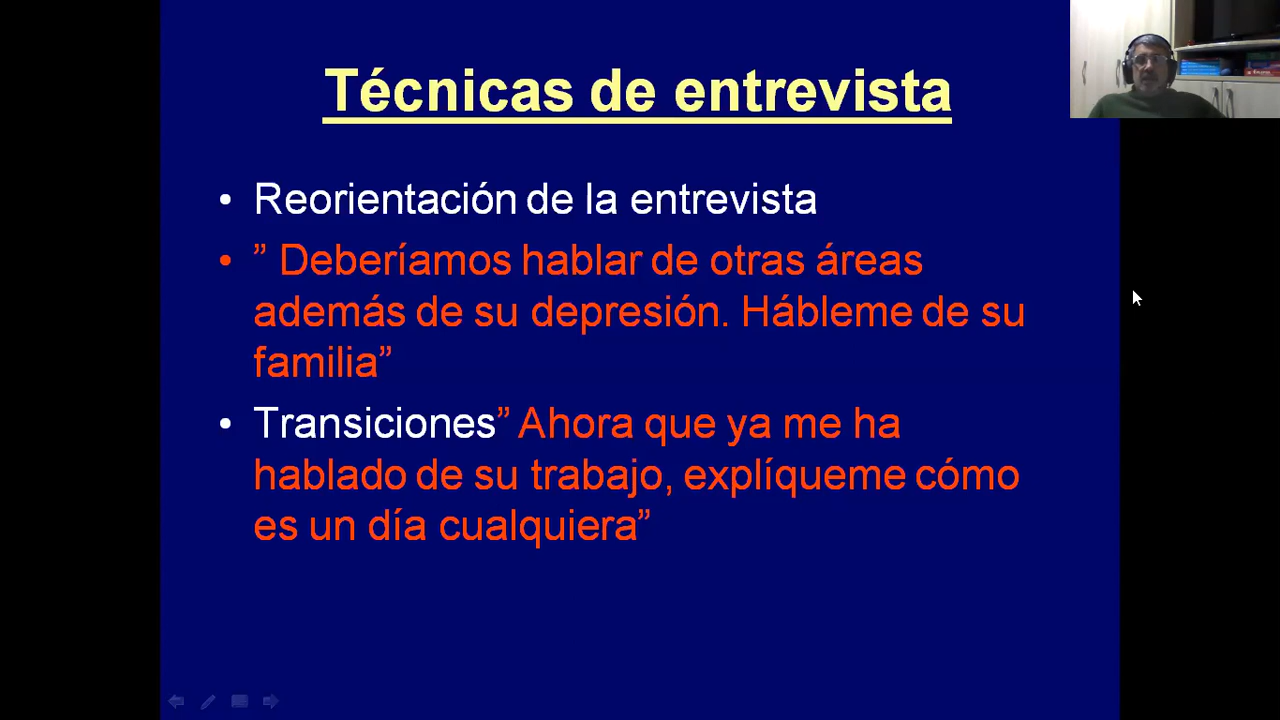 Técnicas de entrevista
• Reorientación de la entrevista
• ” Deberíamos hablar de otras áreas
además de su depresión. Hábleme de su
familia”
• Transiciones” Ahora que ya me ha
hablado de su trabajo, explíqueme cómo
es un día cualquiera”